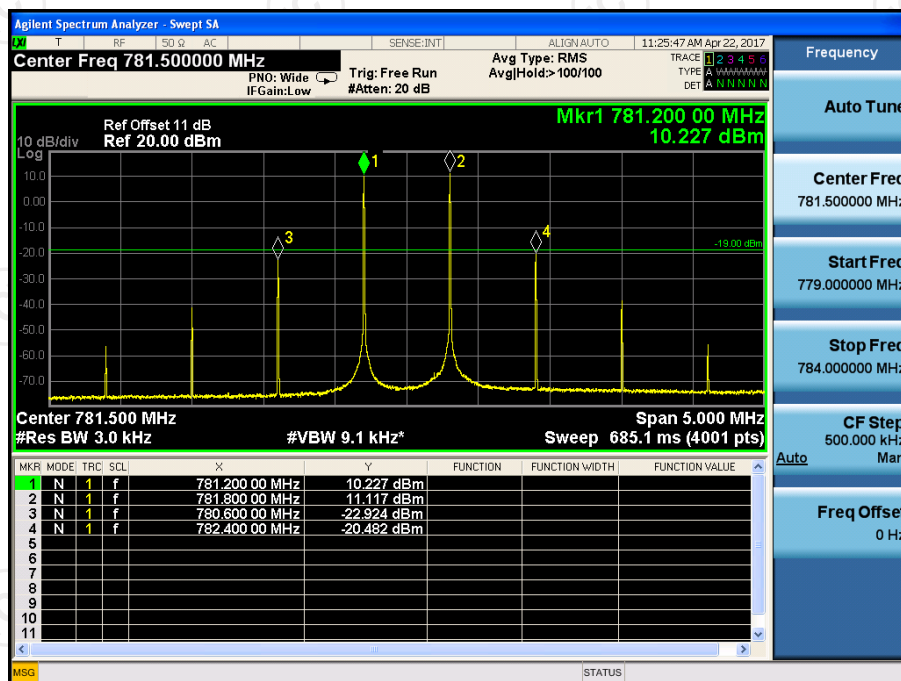 Agilent Spectrum Analyzer - Swept SA
LXI T RF 50 Ω AC SENSE:INT ALIGN AUTO 11:25:47 AM Apr 22, 2017
Center Freq 781.500000 MHz
PNO: Wide
IFGain:Low
Trig: Free Run
#Atten: 20 dB
Avg Type: RMS
Avg|Hold:>100/100
TRACE 1 2 3 4 5 6
TYPE A
DET A N N N N N
Mkr1 781.200 00 MHz
10.227 dBm
Ref Offset 11 dB
10 dB/div Ref 20.00 dBm
Log
10.0
0.00
-10.0
-20.0
-30.0
-40.0
-50.0
-60.0
-70.0
1
2
3
4
-19.00 dBm
Center 781.500 MHz Span 5.000 MHz
#Res BW 3.0 kHz #VBW 9.1 kHz* Sweep 685.1 ms (4001 pts)
MKR MODE TRC SCL X Y FUNCTION FUNCTION WIDTH FUNCTION VALUE
1 N 1 f 781.200 00 MHz 10.227 dBm
2 N 1 f 781.800 00 MHz 11.117 dBm
3 N 1 f 780.600 00 MHz -22.924 dBm
4 N 1 f 782.400 00 MHz -20.482 dBm
5
6
7
8
9
10
11
MSG STATUS
Frequency
Auto Tune
Center Freq
781.500000 MHz
Start Freq
779.000000 MHz
Stop Freq
784.000000 MHz
CF Step
500.000 kHz
Auto Man
Freq Offset
0 Hz